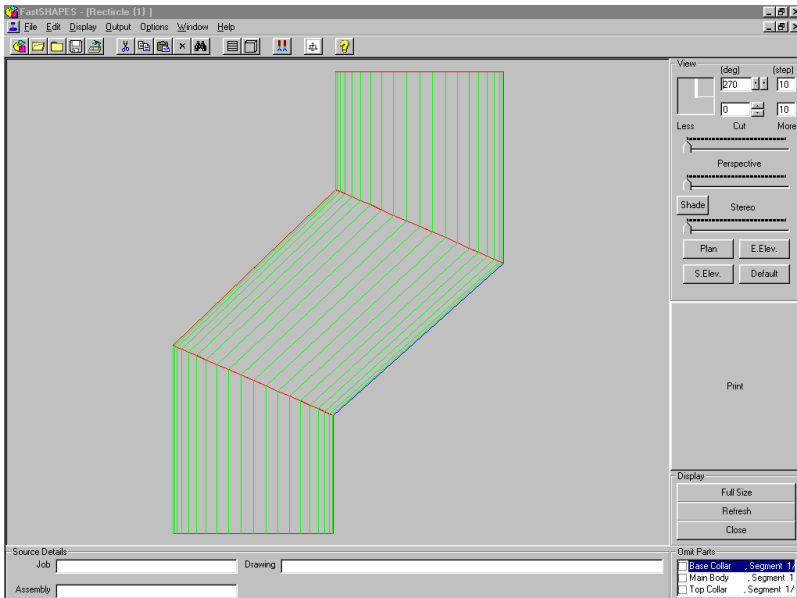 FastSHAPES - [Rectircle {1} ]
File Edit Display Output Options Window Help
View
(deg) (step)
270 10
0 10
Less Cut More
Perspective
Shade Stereo
Plan E.Elev.
S.Elev. Default
Print
Display
Full Size
Refresh
Close
Source Details
Job Drawing
Assembly
Omit Parts
Base Collar , Segment 1/
Main Body , Segment 1
Top Collar , Segment 1/